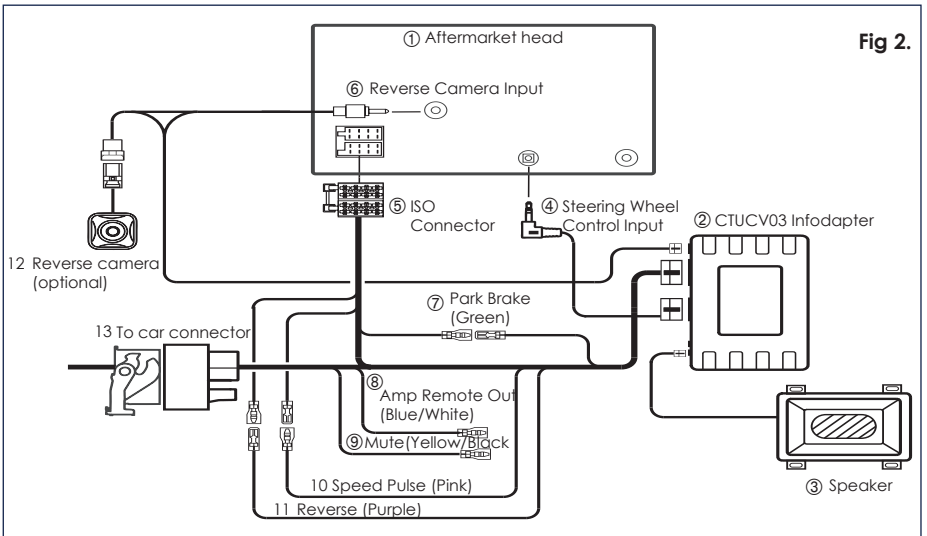 ① Aftermarket head
Fig 2.
⑥ Reverse Camera Input
⑤ ISO
Connector
④ Steering Wheel
Control Input
② CTUCV03 Infodapter
12 Reverse camera
(optional)
⑦ Park Brake
(Green)
13 To car connector
⑧
Amp Remote Out
(Blue/White)
⑨ Mute(Yellow/Black
10 Speed Pulse (Pink)
③ Speaker
11 Reverse (Purple)